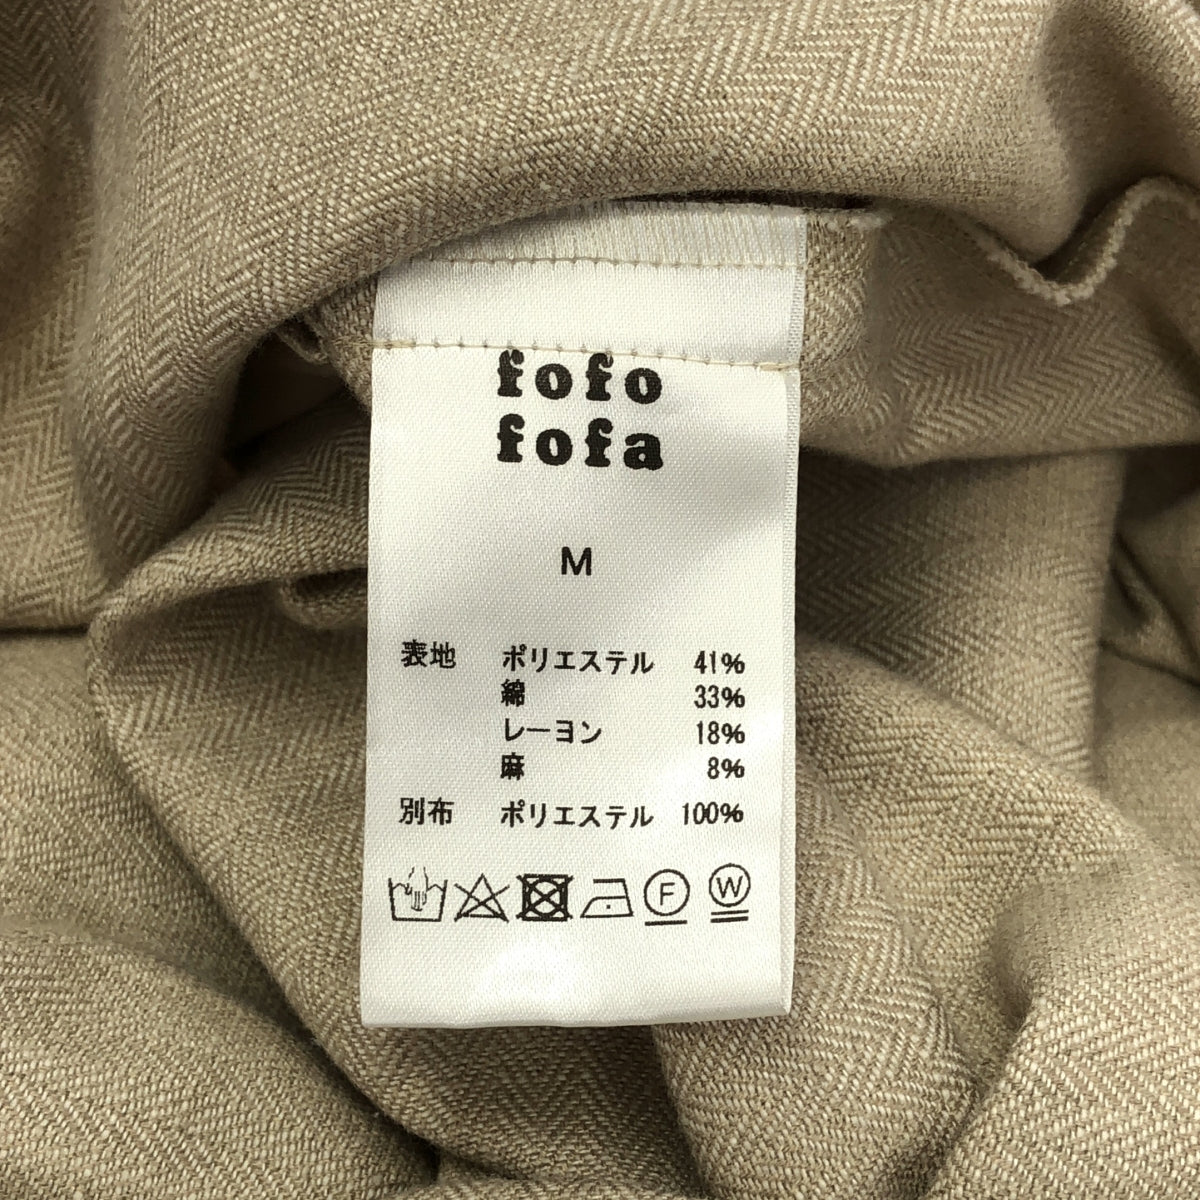 fofo
fofa
M
表地 ポリエステル 41%
綿 33%
レーヨン 18%
麻 8%
別布 ポリエステル 100%
F W